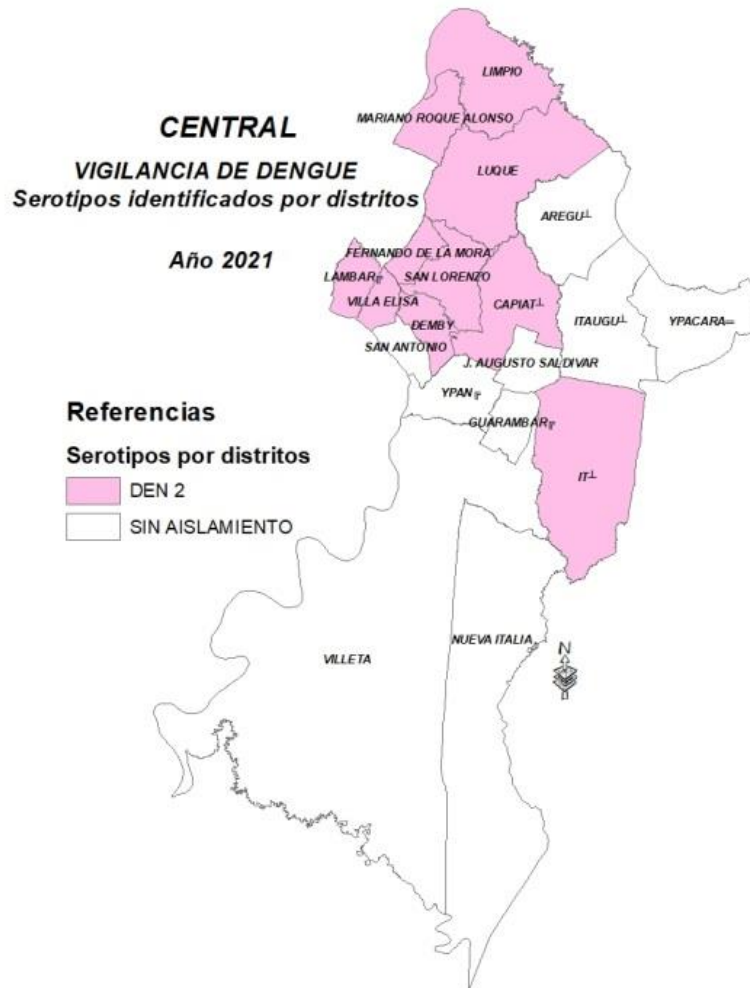 LIMPIO
MARIANO ROQUE ALONSO
CENTRAL
VIGILANCIA DE DENGUE
Serotipos identificados por distritos
LUQUE
AREGU┴
Año 2021
FERNANDO DE LA MORA
LAMBAR╔
SAN LORENZO
VILLA ELISA
CAPIAT┴
ITAUGU┴
YPACARA═
ÐEMBY
SAN ANTONIO
J. AUGUSTO SALDIVAR
YPAN╔
GUARAMBAR╔
Referencias
Serotipos por distritos
DEN 2
SIN AISLAMIENTO
IT┴
NUEVA ITALIA
N
VILLETA